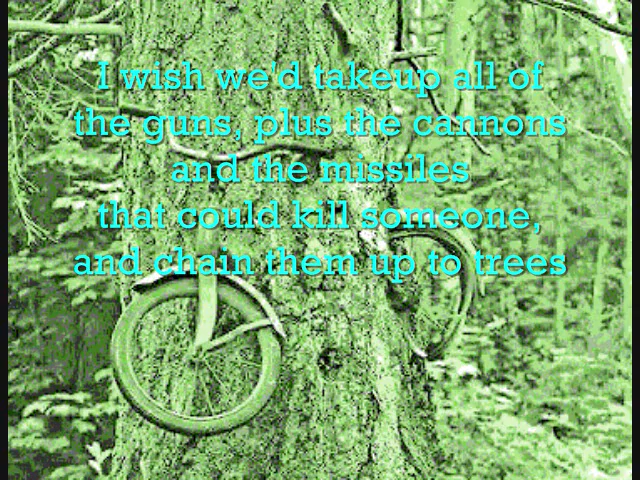 I wish we'd takeup all of
the guns, plus the cannons
and the missiles
that could kill someone,
and chain them up to trees